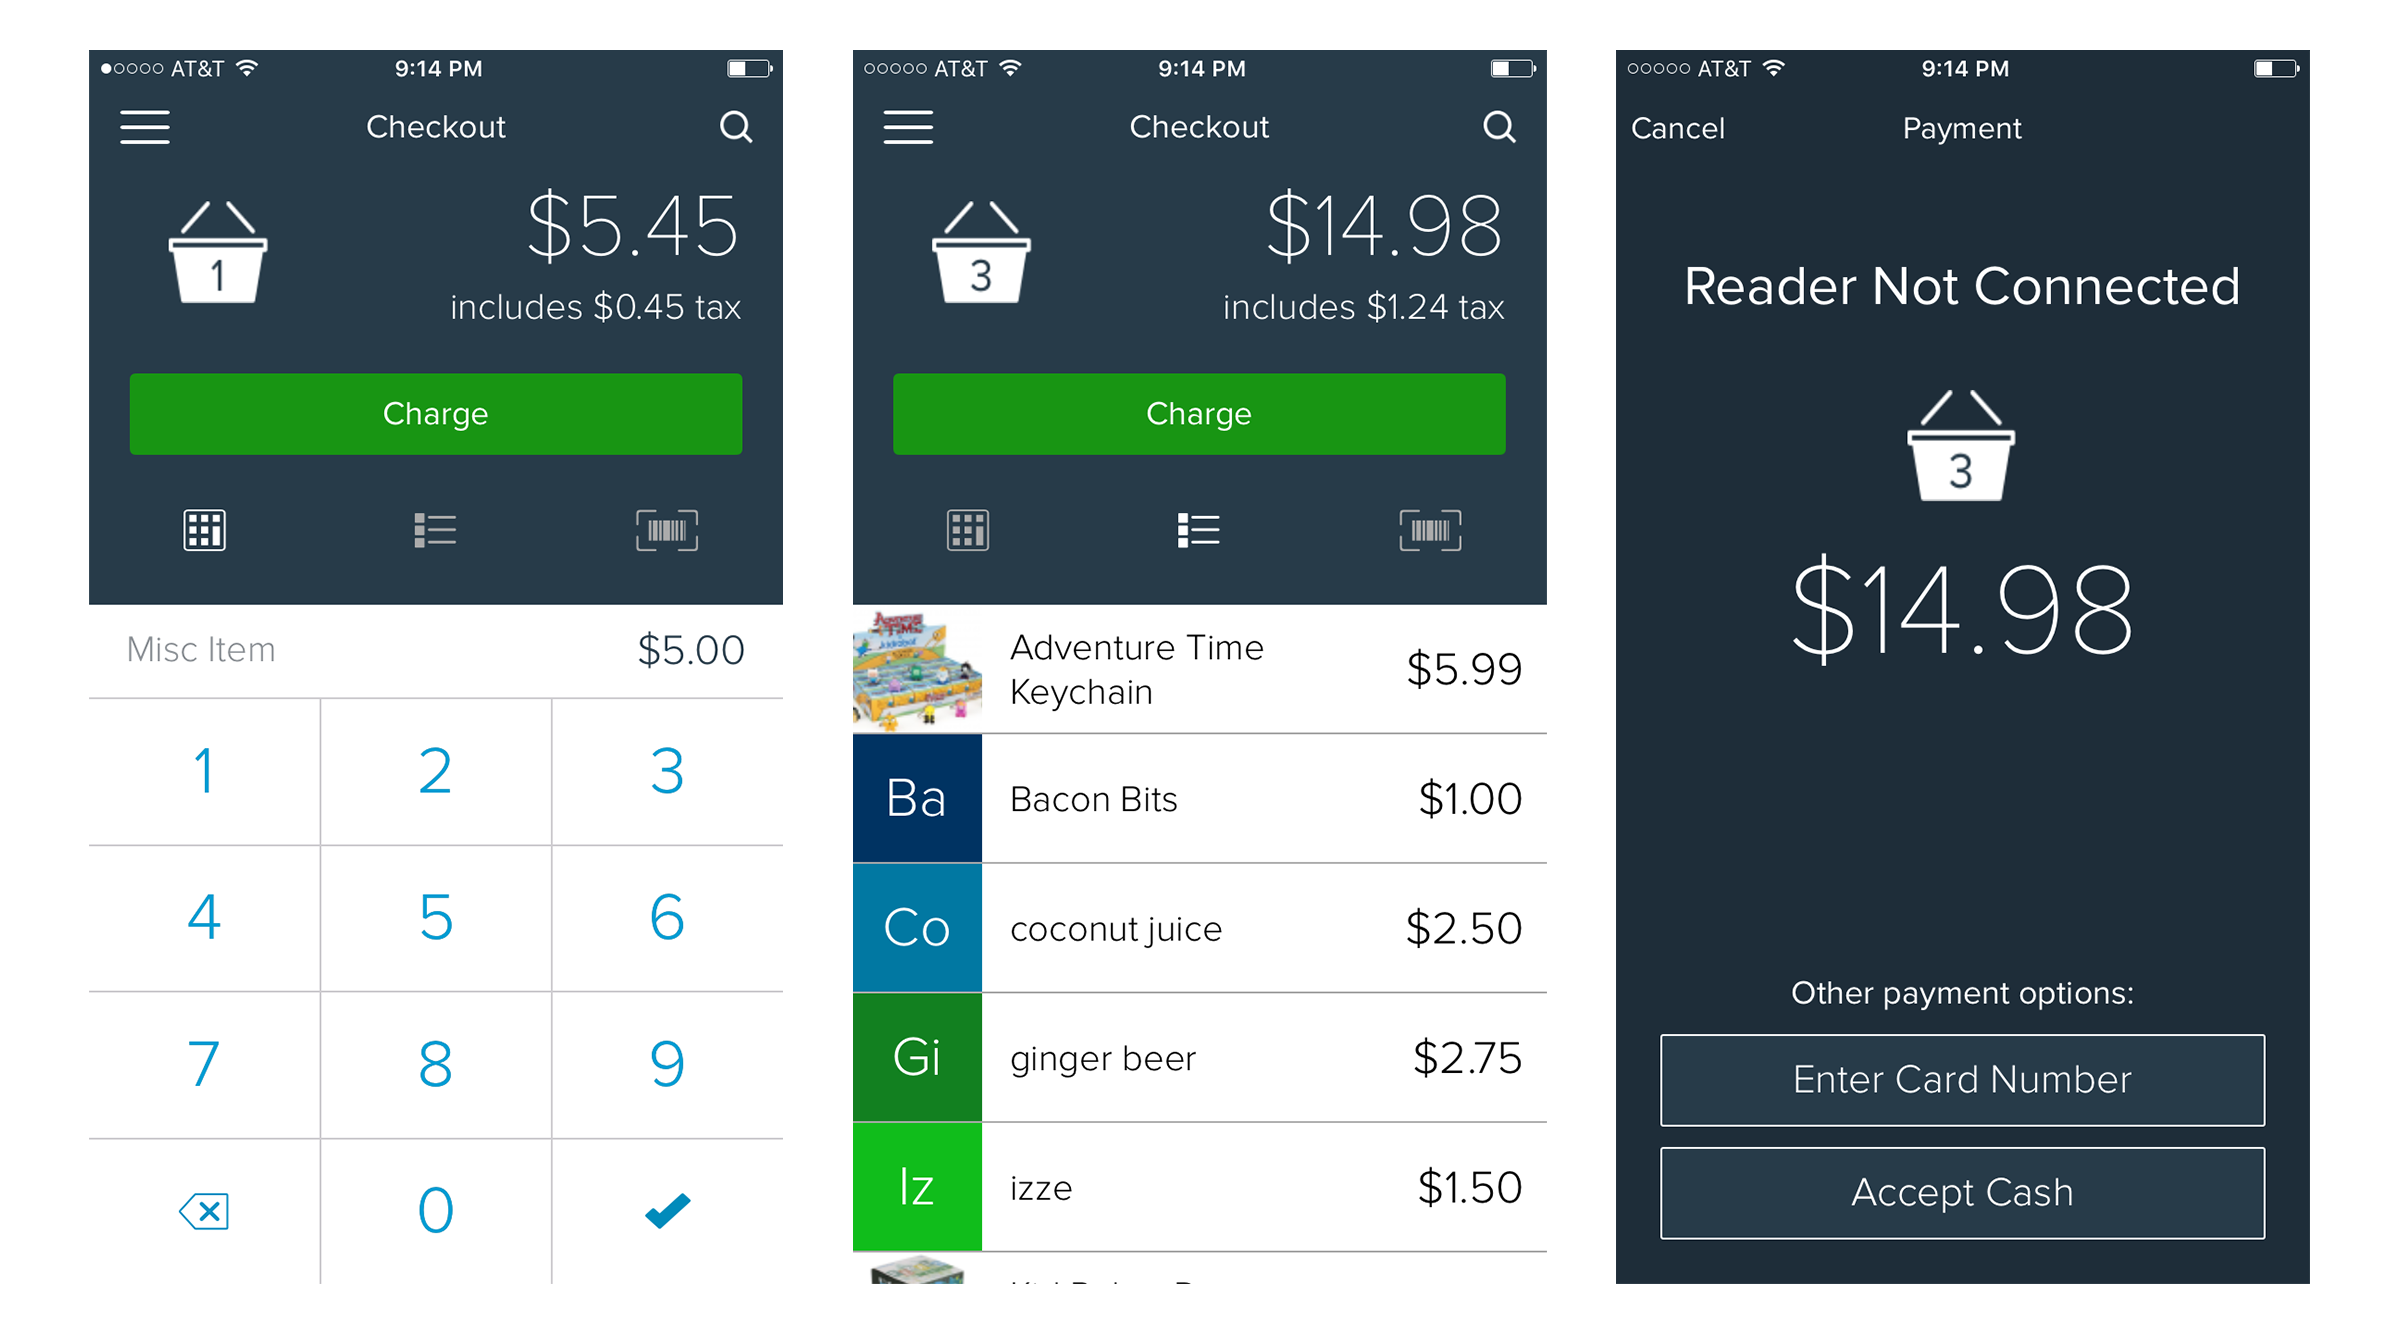 AT&T 9:14 PM
Checkout
1
$5.45
includes $0.45 tax
Charge
Misc Item $5.00
1 2 3
4 5 6
7 8 9
0
AT&T 9:14 PM
Checkout
3
$14.98
includes $1.24 tax
Charge
ADVENTURE TIME
Adventure Time
Keychain
$5.99
Ba Bacon Bits $1.00
Co coconut juice $2.50
Gi ginger beer $2.75
Iz izze $1.50
AT&T 9:14 PM
Cancel Payment
Reader Not Connected
3
$14.98
Other payment options:
Enter Card Number
Accept Cash